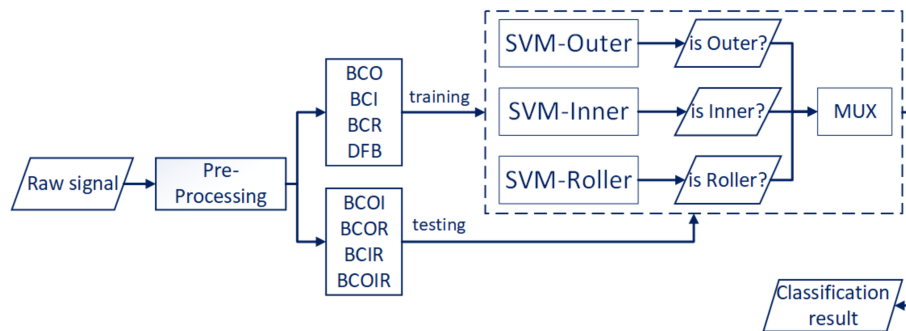 Raw signal
Pre-
Processing
BCO
BCI
BCR
DFB
training
BCOI
BCOR
BCIR
BCOIR
testing
SVM-Outer
is Outer?
SVM-Inner
is Inner?
SVM-Roller
is Roller?
MUX
Classification
result